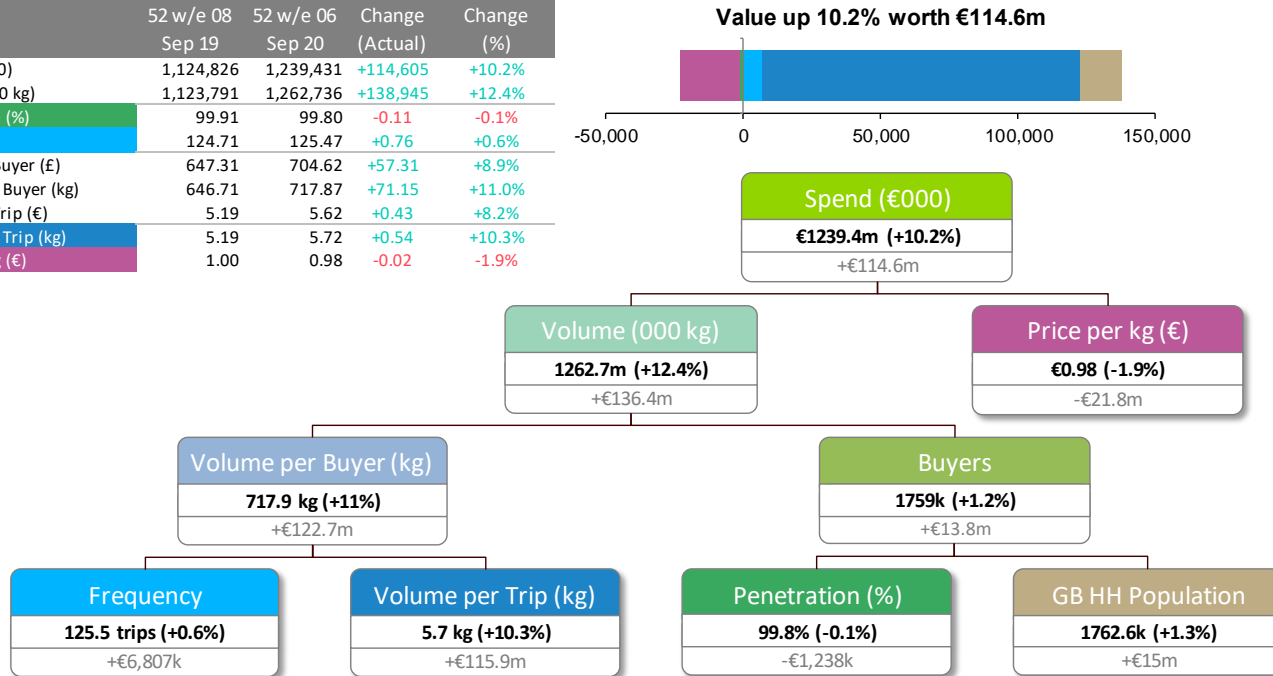 52 w/e 08 52 w/e 06 Change Change
Sep 19 Sep 20 (Actual) (%)
0) 1,124,826 1,239,431 +114,605 +10.2%
0 kg) 1,123,791 1,262,736 +138,945 +12.4%
(%) 99.91 99.80 -0.11 -0.1%
124.71 125.47 +0.76 +0.6%
Buyer (£) 647.31 704.62 +57.31 +8.9%
Buyer (kg) 646.71 717.87 +71.15 +11.0%
Trip (€) 5.19 5.62 +0.43 +8.2%
Trip (kg) 5.19 5.72 +0.54 +10.3%
(€) 1.00 0.98 -0.02 -1.9%
Value up 10.2% worth €114.6m
-50,000 0 50,000 100,000 150,000
Spend (€000)
€1239.4m (+10.2%)
+€114.6m
Volume (000 kg)
1262.7m (+12.4%)
+€136.4m
Price per kg (€)
€0.98 (-1.9%)
-€21.8m
Volume per Buyer (kg)
717.9 kg (+11%)
+€122.7m
Buyers
1759k (+1.2%)
+€13.8m
Frequency
125.5 trips (+0.6%)
+€6,807k
Volume per Trip (kg)
5.7 kg (+10.3%)
+€115.9m
Penetration (%)
99.8% (-0.1%)
-€1,238k
GB HH Population
1762.6k (+1.3%)
+€15m